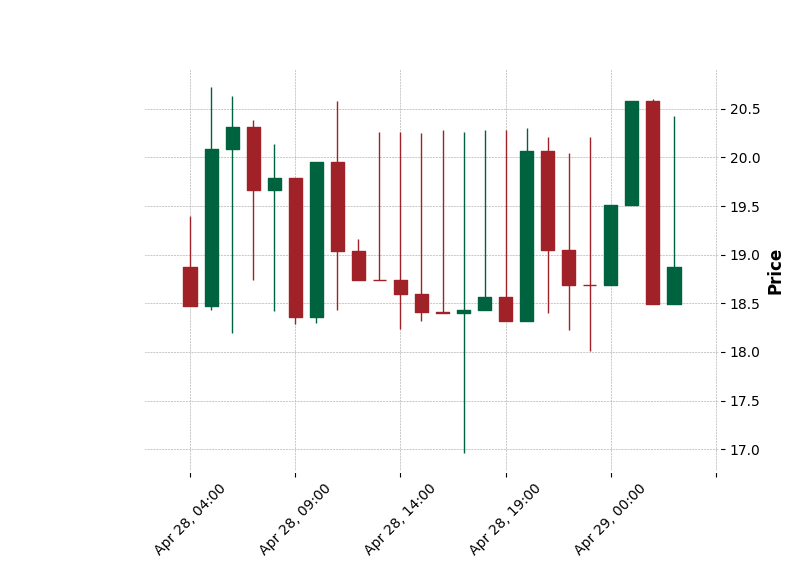 20.5
20.0
19.5
19.0
18.5
18.0
17.5
17.0
Price
Apr 28, 04:00
Apr 28, 09:00
Apr 28, 14:00
Apr 28, 19:00
Apr 29, 00:00